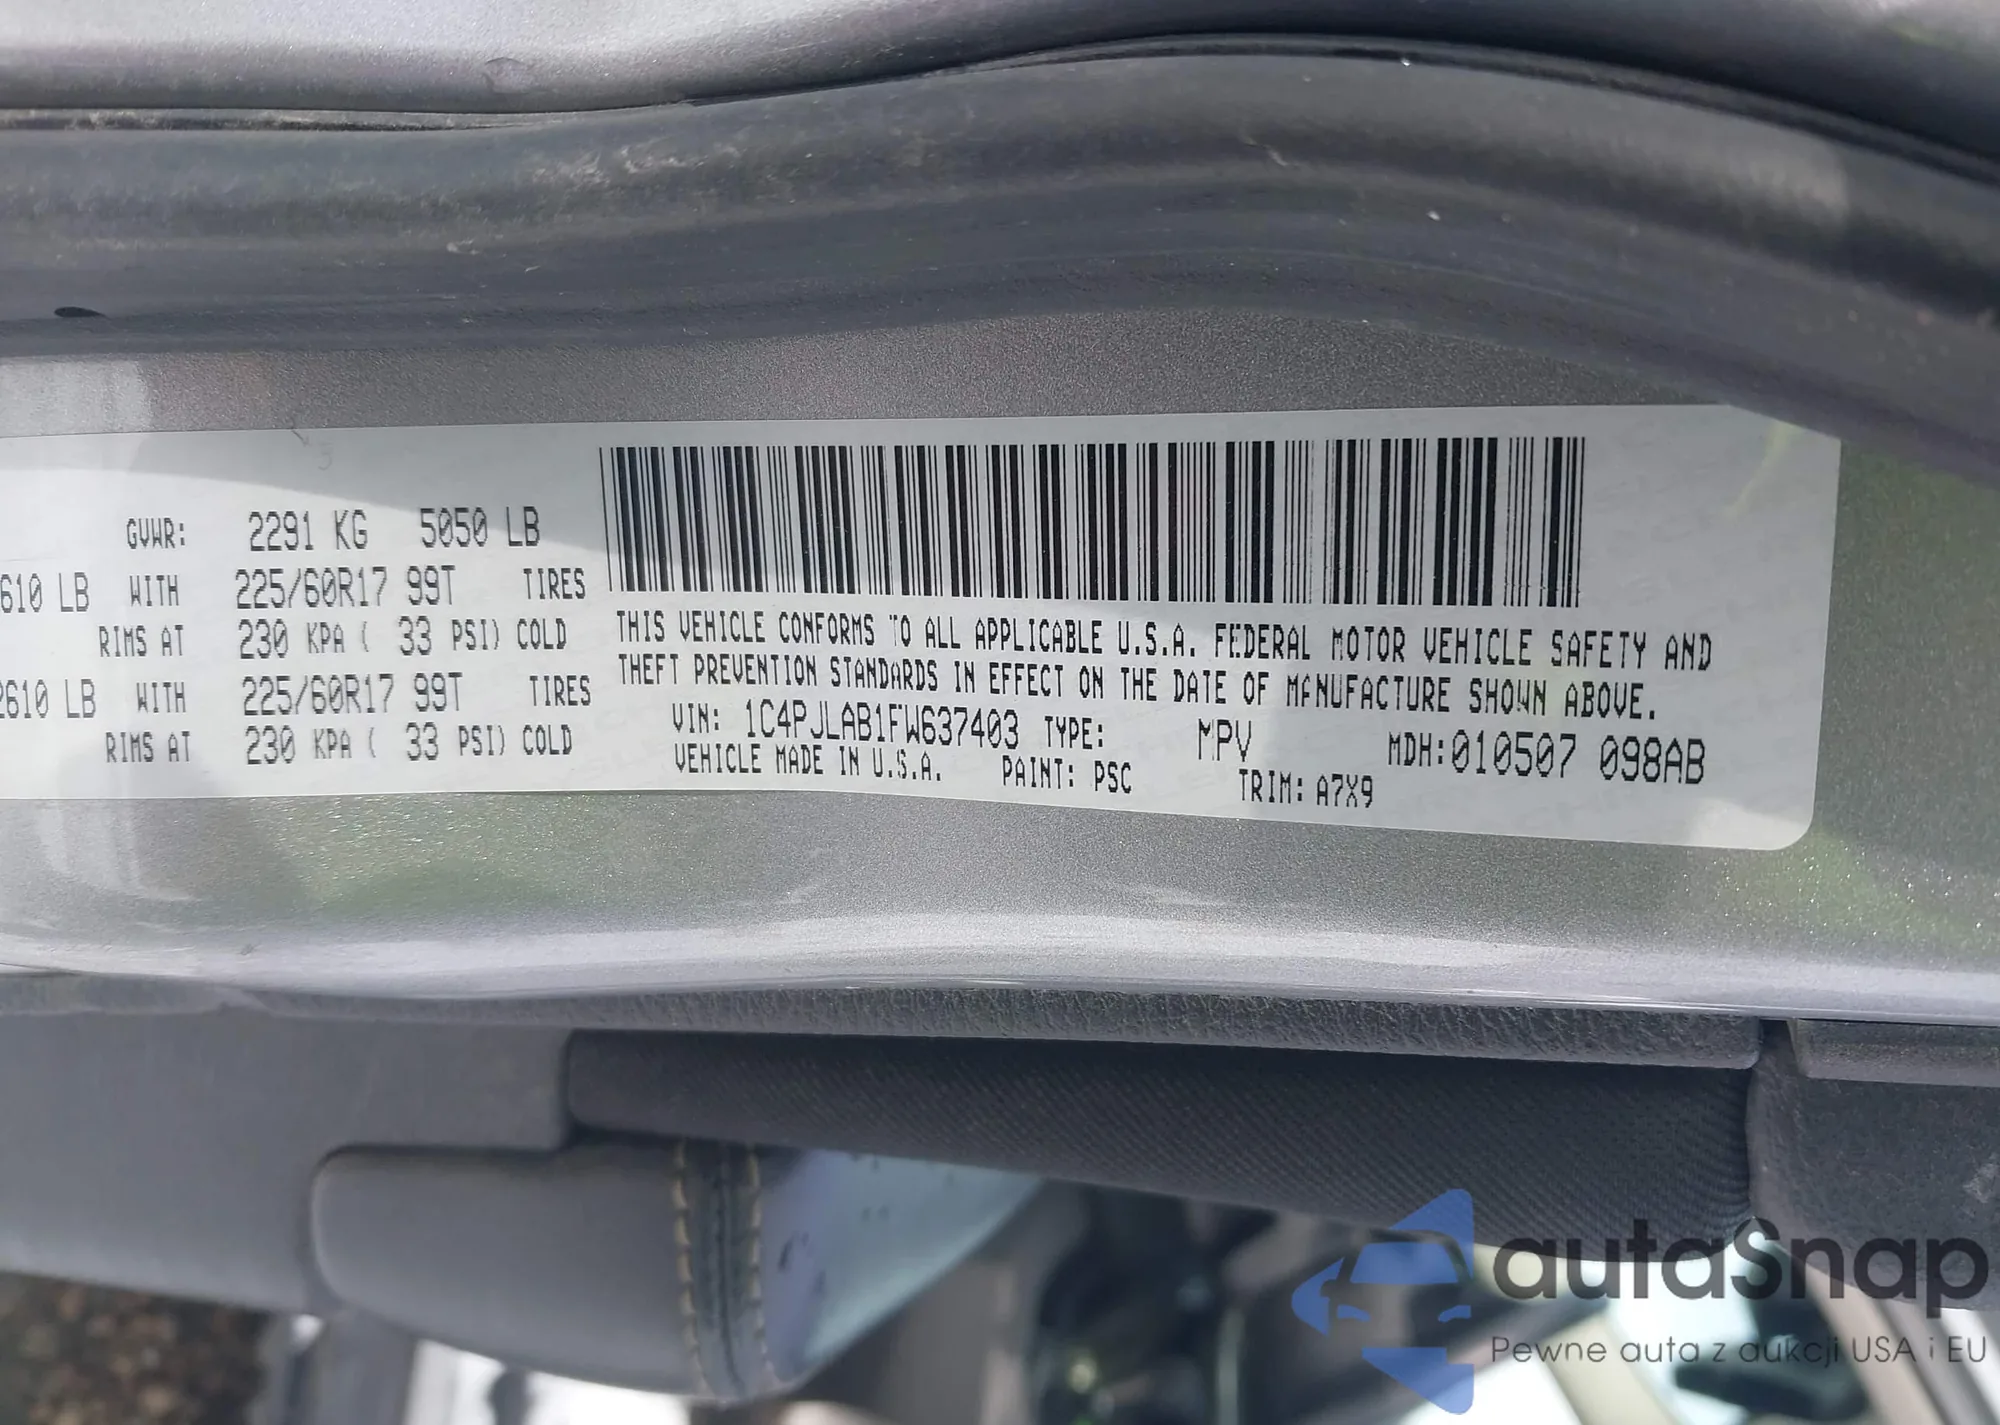 GVWR: 2291 KG 5050 LB
610 LB WITH 225/60R17 99T TIRES
RIMS AT 230 KPA ( 33 PSI) COLD
2610 LB WITH 225/60R17 99T TIRES
RIMS AT 230 KPA ( 33 PSI) COLD
THIS VEHICLE CONFORMS TO ALL APPLICABLE U.S.A. FEDERAL MOTOR VEHICLE SAFETY AND
THEFT PREVENTION STANDARDS IN EFFECT ON THE DATE OF MANUFACTURE SHOWN ABOVE.
VIN: 1C4PJLAB1FW637403 TYPE: MPV MDH:010507 098AB
VEHICLE MADE IN U.S.A. PAINT: PSC TRIM: A7X9
autaSnap
Pewne auta z aukcji USA i EU